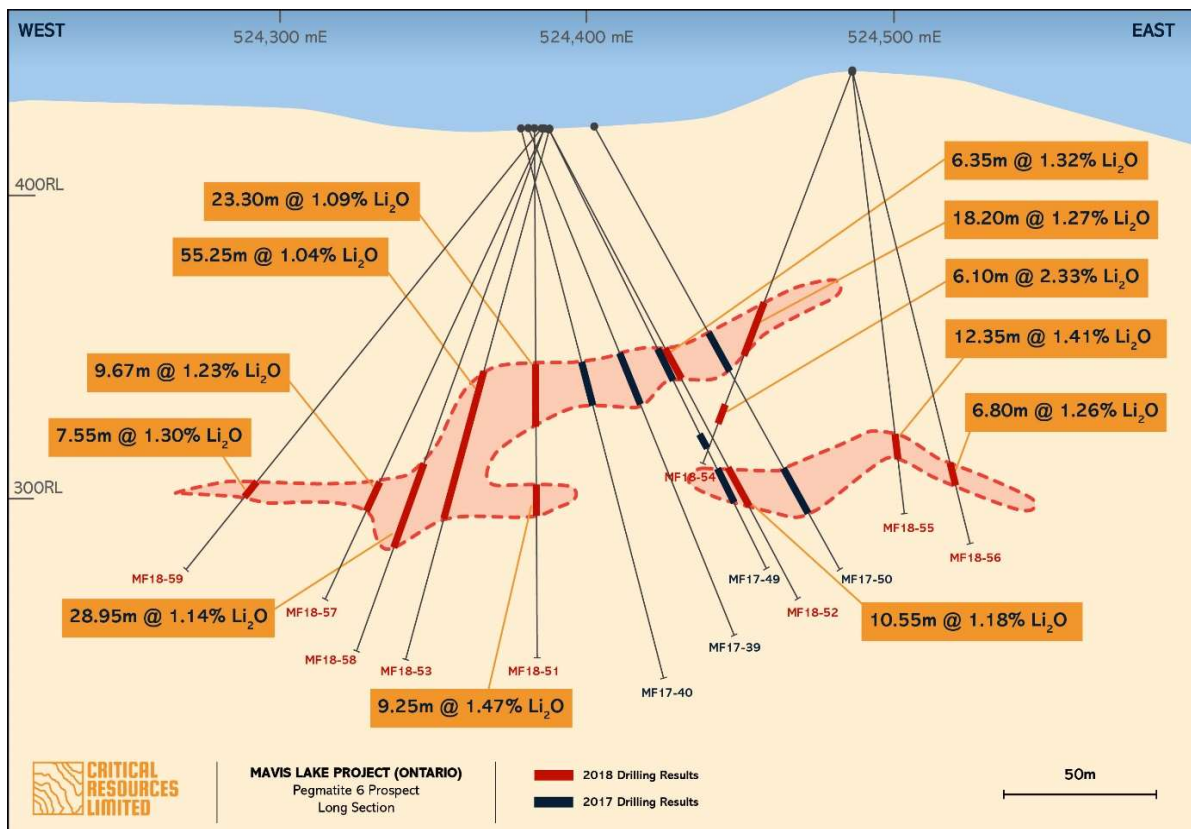 WEST
EAST
524,300 mE
524,400 mE
524,500 mE
400RL
300RL
23.30m @ 1.09% Li₂O
55.25m @ 1.04% Li₂O
9.67m @ 1.23% Li₂O
7.55m @ 1.30% Li₂O
28.95m @ 1.14% Li₂O
9.25m @ 1.47% Li₂O
6.35m @ 1.32% Li₂O
18.20m @ 1.27% Li₂O
6.10m @ 2.33% Li₂O
12.35m @ 1.41% Li₂O
6.80m @ 1.26% Li₂O
10.55m @ 1.18% Li₂O
MF18-59
MF18-57
MF18-58
MF18-53
MF18-51
MF17-40
MF17-39
MF17-49
MF18-52
MF17-50
MF18-54
MF18-55
MF18-56
CRITICAL
RESOURCES
LIMITED
MAVIS LAKE PROJECT (ONTARIO)
Pegmatite 6 Prospect
Long Section
2018 Drilling Results
2017 Drilling Results
50m